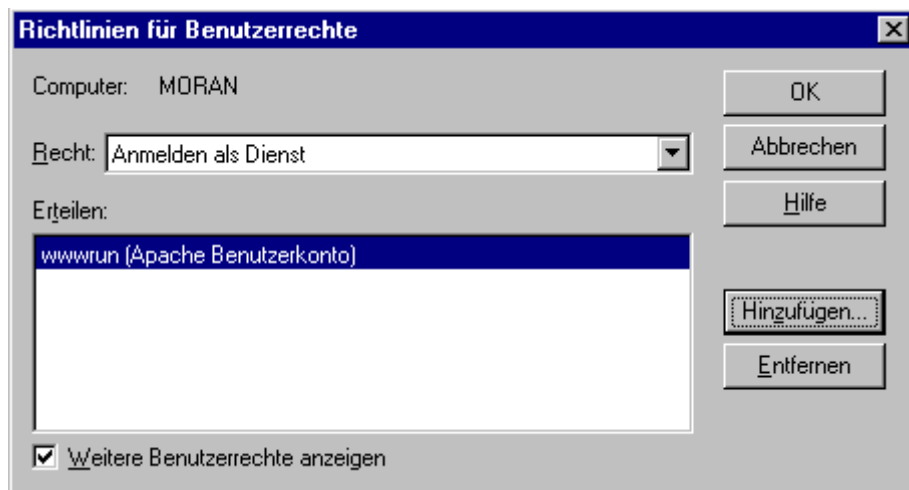 Richtlinien für Benutzerrechte
Computer: MORAN
OK
Recht: Anmelden als Dienst
Abbrechen
Hilfe
Erteilen:
wwwrun (Apache Benutzerkonto)
Hinzufügen...
Entfernen
Weitere Benutzerrechte anzeigen